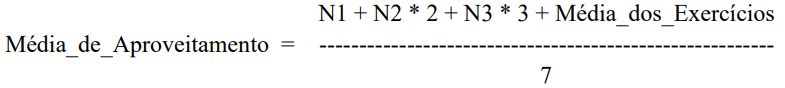 N1 + N2 * 2 + N3 * 3 + Média_dos_Exercícios
Média_de_Aproveitamento = ---------------------------------------------------------
7